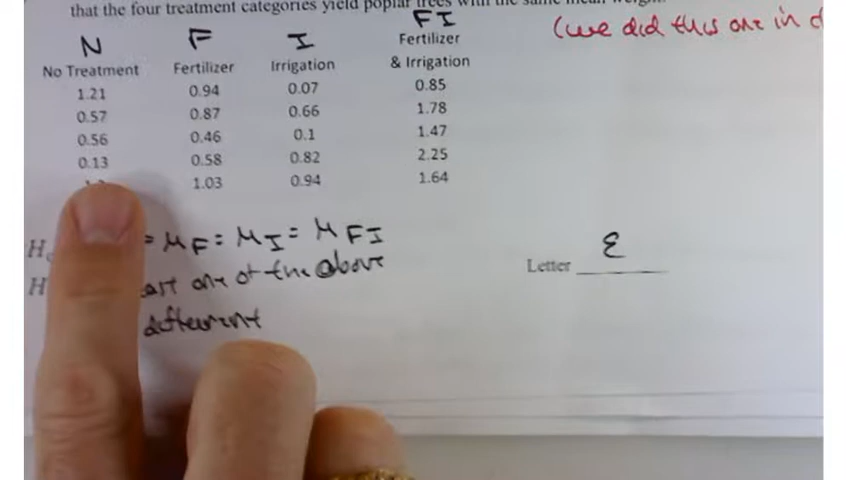 that the four treatment categories yield poplar trees with the same mean weight.
(we did this one in
N F I FI
No Treatment Fertilizer Irrigation Fertilizer & Irrigation
1.21 0.94 0.07 0.85
0.57 0.87 0.66 1.78
0.56 0.46 0.1 1.47
0.13 0.58 0.82 2.25
1.03 0.94 1.64
H = μF = μI = μFI
H one of the above
different
Letter ε